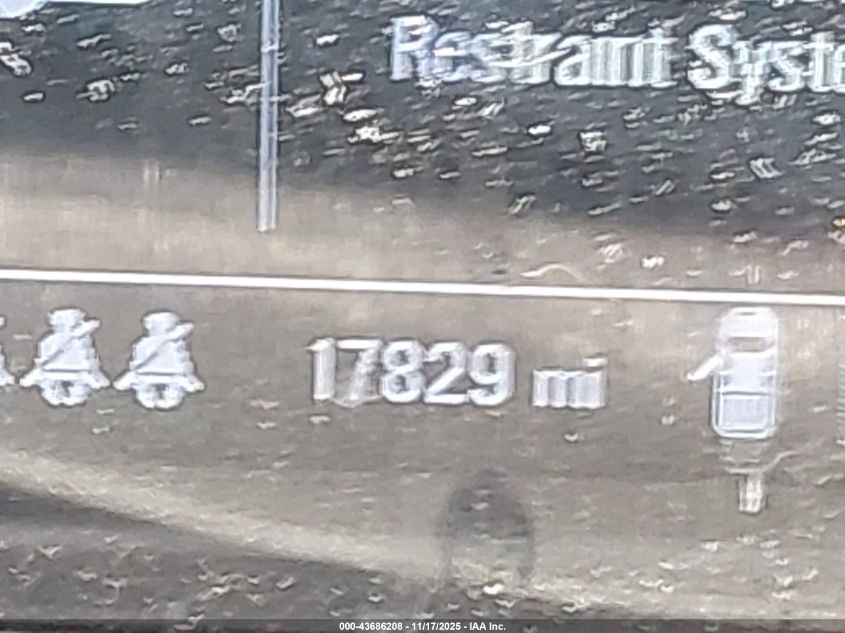 Restraint Syste
17829 mi
000-43686208 - 11/17/2025 - IAA Inc.